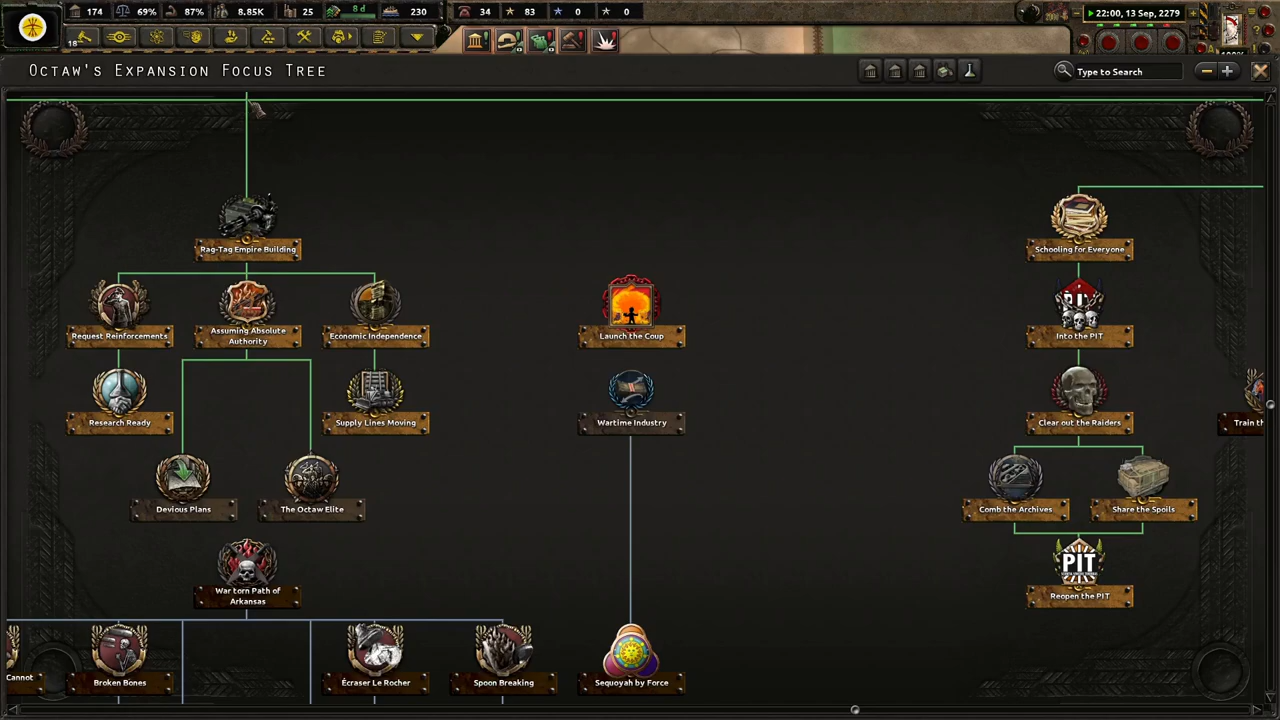 174 69% 87% 8.85K 25 8 d 230 34 83 0 0 22:00, 13 Sep, 2279
18
Octaw's Expansion Focus Tree
Type to Search
Rag-Tag Empire Building
Schooling for Everyone
Request Reinforcements
Assuming Absolute
Authority
Economic Independence
Launch the Coup
Into the PIT
Research Ready
Supply Lines Moving
Wartime Industry
Clear out the Raiders
Train th
Devious Plans
The Octaw Elite
Comb the Archives
Share the Spoils
PIT
War torn Path of
Arkansas
Reopen the PIT
Cannot
Broken Bones
Écraser Le Rocher
Spoon Breaking
Sequoyah by Force